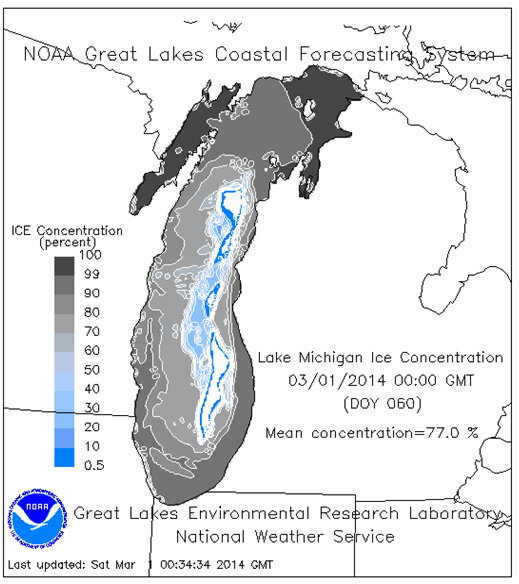 NOAA Great Lakes Coastal Forecasting System
ICE Concentration
(percent)
100
99
90
80
70
60
50
40
30
20
10
0.5
Lake Michigan Ice Concentration
03/01/2014 00:00 GMT
(DOY 060)
Mean concentration=77.0 %
NOAA
Great Lakes Environmental Research Laboratory
National Weather Service
Last updated: Sat Mar 1 00:34:34 2014 GMT